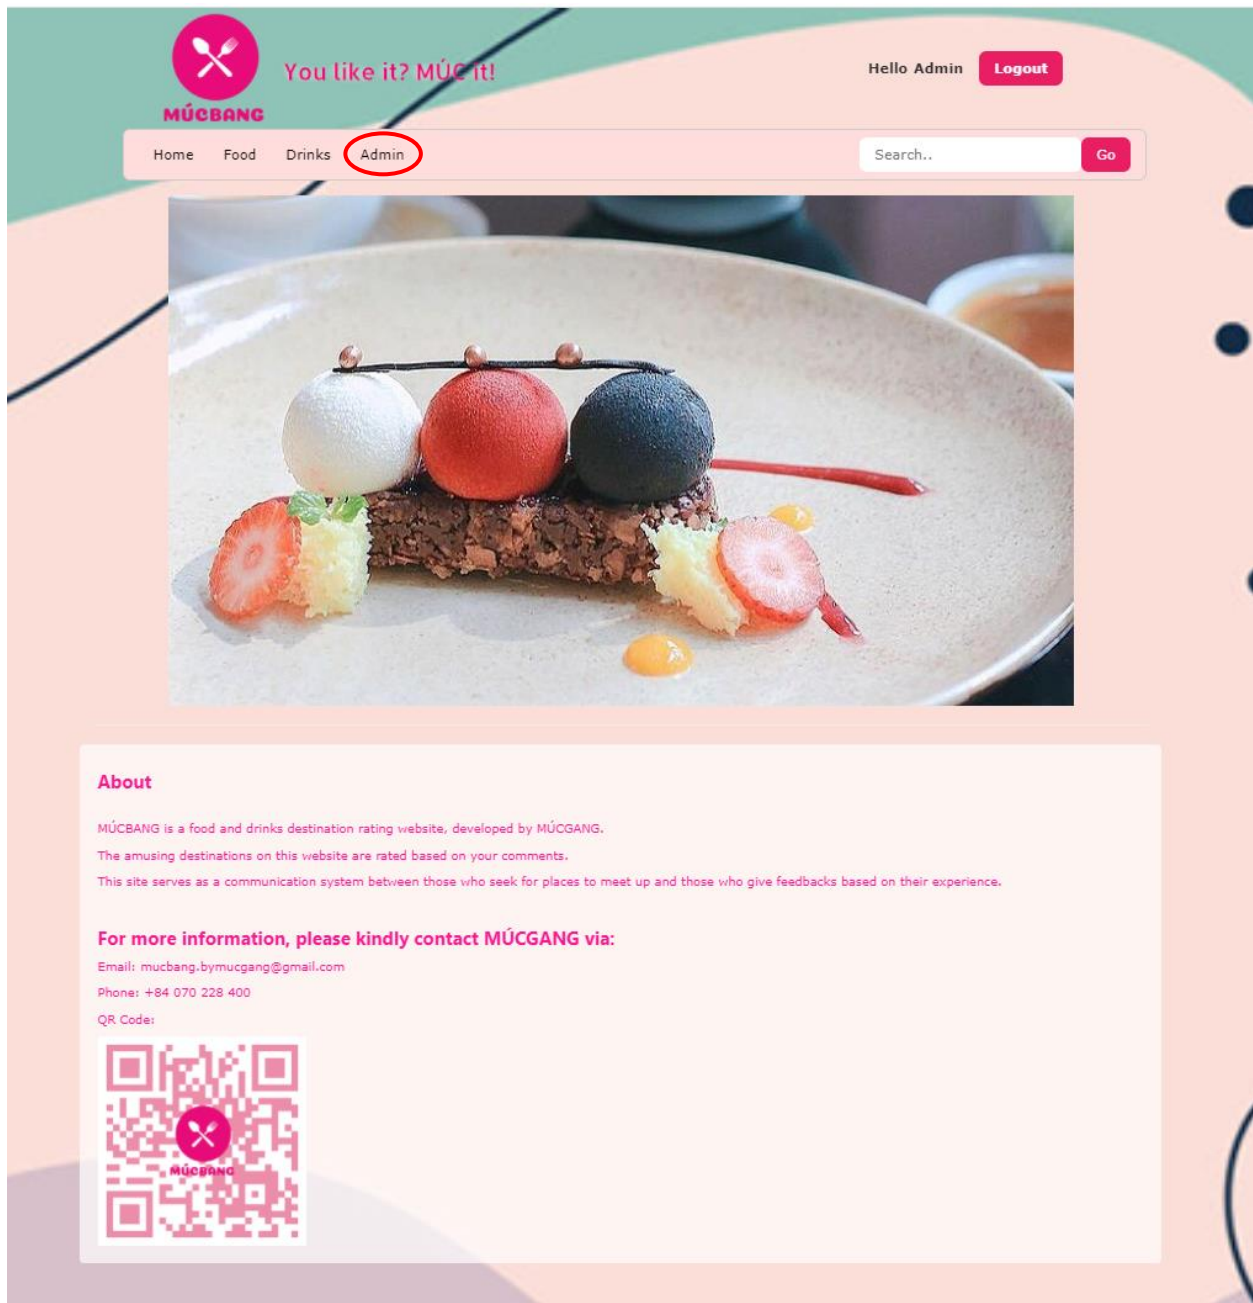 You like it? MÚC it!
Hello Admin
Logout
MÚCBANG
Home Food Drinks Admin
Search..
Go
About
MÚCBANG is a food and drinks destination rating website, developed by MÚCGANG.
The amusing destinations on this website are rated based on your comments.
This site serves as a communication system between those who seek for places to meet up and those who give feedbacks based on their experience.
For more information, please kindly contact MÚCGANG via:
Email: mucbang.bymucgang@gmail.com
Phone: +84 070 228 400
QR Code:
MÚCBANG